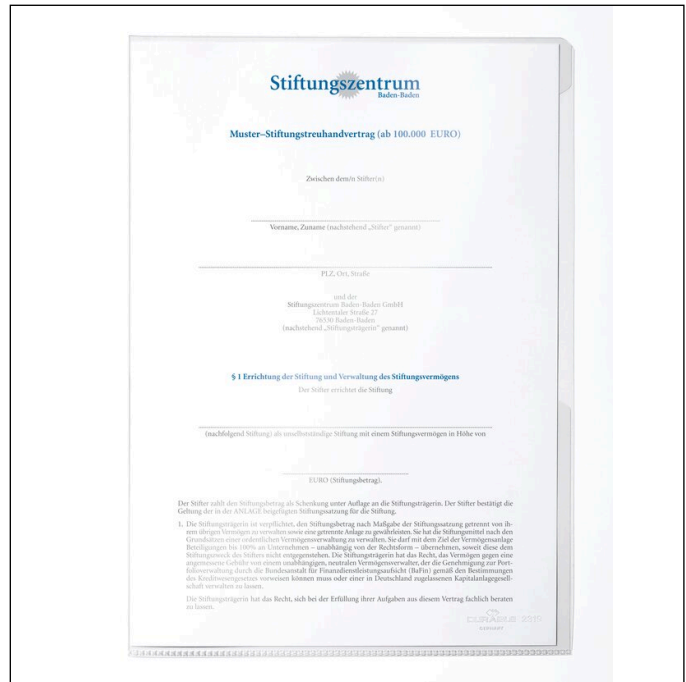 Stiftungszentrum
Baden-Baden
Muster–Stiftungstreuhandvertrag (ab 100.000 EURO)
Zwischen dem/n Stifter(n)
Vorname, Zuname (nachstehend „Stifter“ genannt)
PLZ, Ort, Straße
und der
Stiftungszentrum Baden-Baden GmbH
Lichtentaler Straße 27
76530 Baden-Baden
(nachstehend „Stiftungsträgerin“ genannt)
§ 1 Errichtung der Stiftung und Verwaltung des Stiftungsvermögens
Der Stifter errichtet die Stiftung
(nachfolgend Stiftung) als unselbstständige Stiftung mit einem Stiftungsvermögen in Höhe von
EURO (Stiftungsbetrag).
Der Stifter zahlt den Stiftungsbetrag als Schenkung unter Auflage an die Stiftungsträgerin. Der Stifter bestätigt die
Geltung der in der ANLAGE beigefügten Stiftungssatzung für die Stiftung.
1. Die Stiftungsträgerin ist verpflichtet, den Stiftungsbetrag nach Maßgabe der Stiftungssatzung getrennt von ih-
rem übrigen Vermögen zu verwalten sowie eine getrennte Anlage zu gewährleisten. Sie hat die Stiftungsmittel nach den
Grundsätzen einer ordentlichen Vermögensverwaltung zu verwalten. Sie darf mit dem Ziel der Vermögensanlage
Beteiligungen bis 100% an Unternehmen – unabhängig von der Rechtsform – übernehmen, soweit diese dem
Stiftungszweck des Stifters nicht entgegenstehen. Die Stiftungsträgerin hat das Recht, das Vermögen gegen eine
angemessene Gebühr von einem unabhängigen, neutralen Vermögensverwalter, der die Genehmigung zur Port-
foliosverwaltung durch die Bundesanstalt für Finanzdienstleistungsaufsicht (BaFin) gemäß den Bestimmungen
des Kreditwesengesetzes vorweisen können muss oder einer in Deutschland zugelassenen Kapitalanlagegesell-
schaft verwalten zu lassen.
Die Stiftungsträgerin hat das Recht, sich bei der Erfüllung ihrer Aufgaben aus diesem Vertrag fachlich beraten
zu lassen.
DURABLE 2319
GERMANY